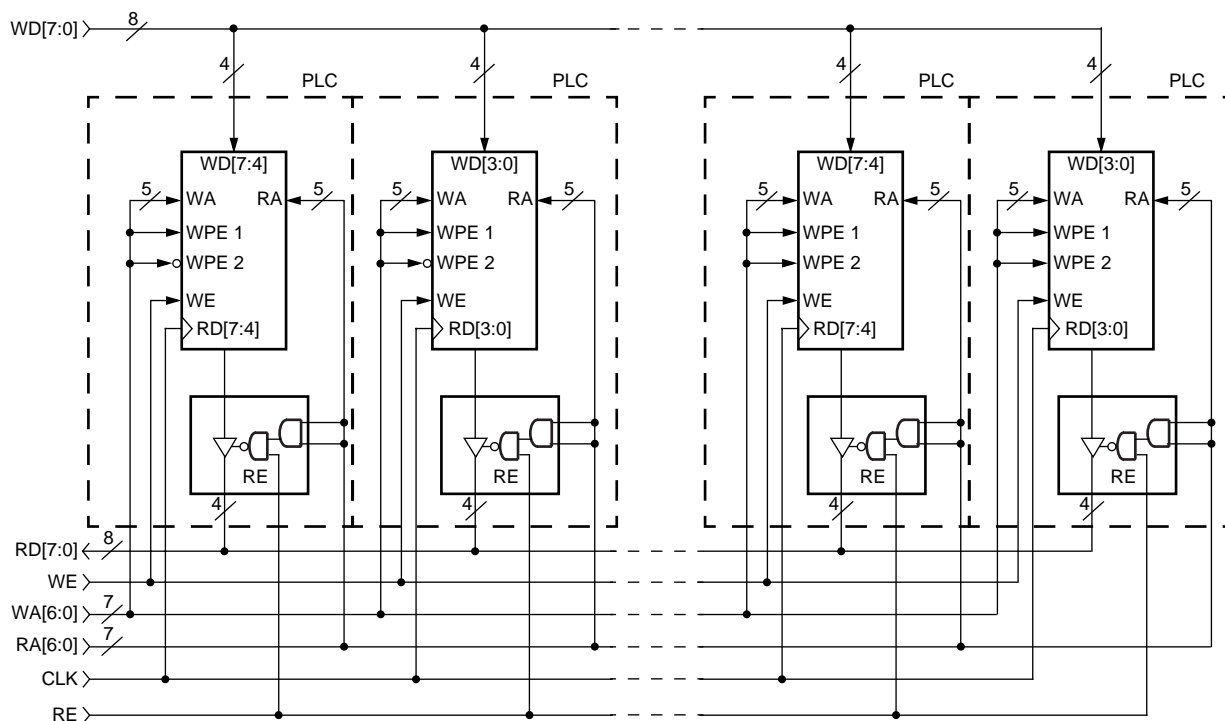 WD[7:0] 8
4 4 4 4
PLC PLC PLC PLC
WD[7:4] WD[3:0] WD[7:4] WD[3:0]
5 WA RA 5 5 WA RA 5 5 WA RA 5 5 WA RA 5
WPE 1 WPE 1 WPE 1 WPE 1
WPE 2 WPE 2 WPE 2 WPE 2
WE WE WE WE
RD[7:4] RD[3:0] RD[7:4] RD[3:0]
RE RE RE RE
4 4 4 4
RD[7:0] 8
WE
WA[6:0] 7
RA[6:0] 7
CLK
RE